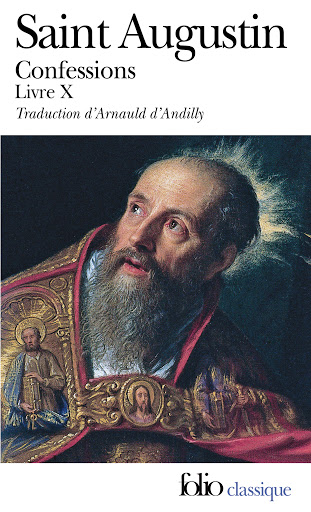 Saint Augustin
Confessions
Livre X
Traduction d'Arnauld d'Andilly
folio classique